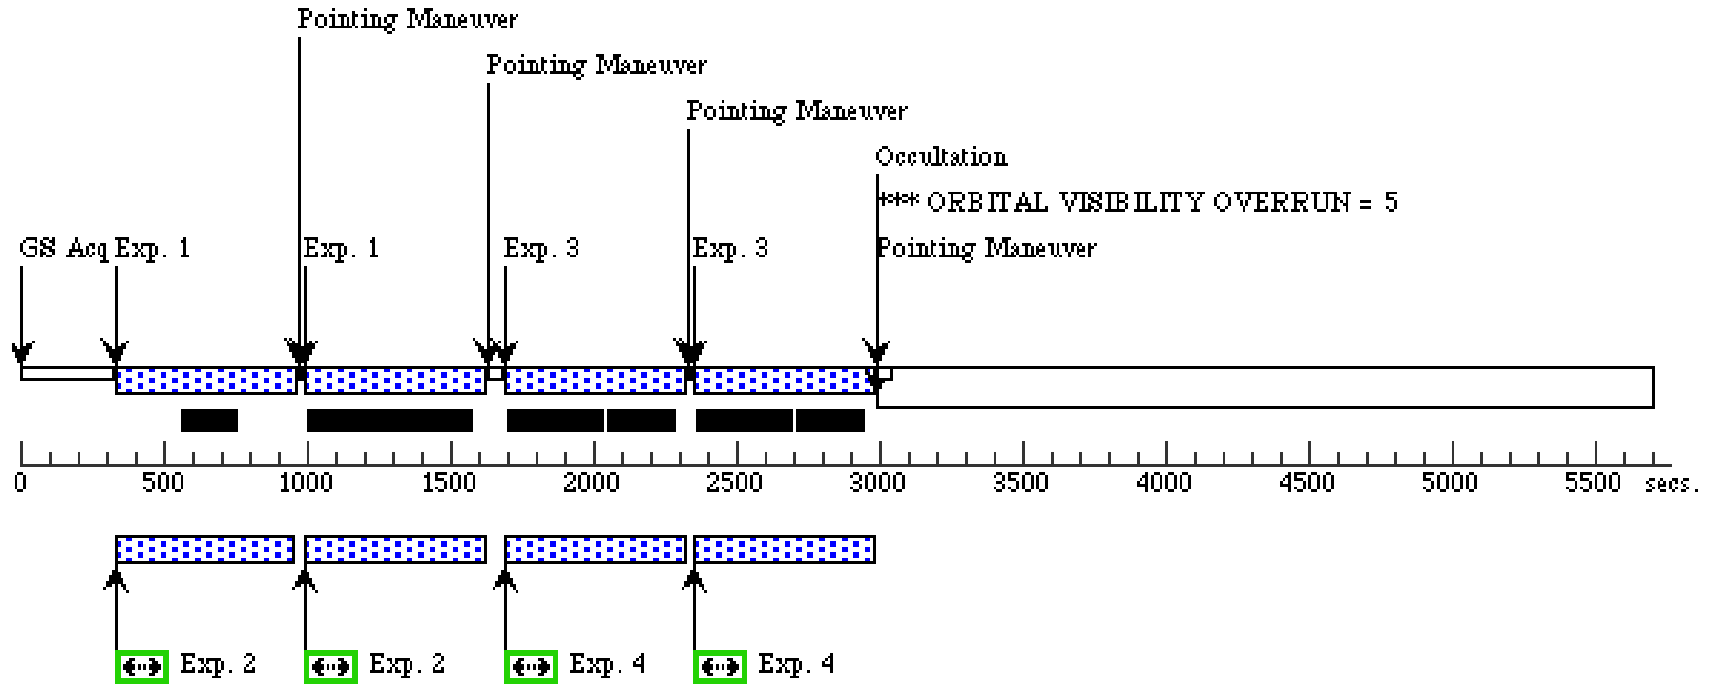 Pointing Maneuver
Pointing Maneuver
Pointing Maneuver
Occultation
*** ORBITAL VISIBILITY OVERRUN = 5
GS Acq Exp. 1 Exp. 1 Exp. 3 Exp. 3 Pointing Maneuver
0 500 1000 1500 2000 2500 3000 3500 4000 4500 5000 5500 secs.
Exp. 2 Exp. 2 Exp. 4 Exp. 4